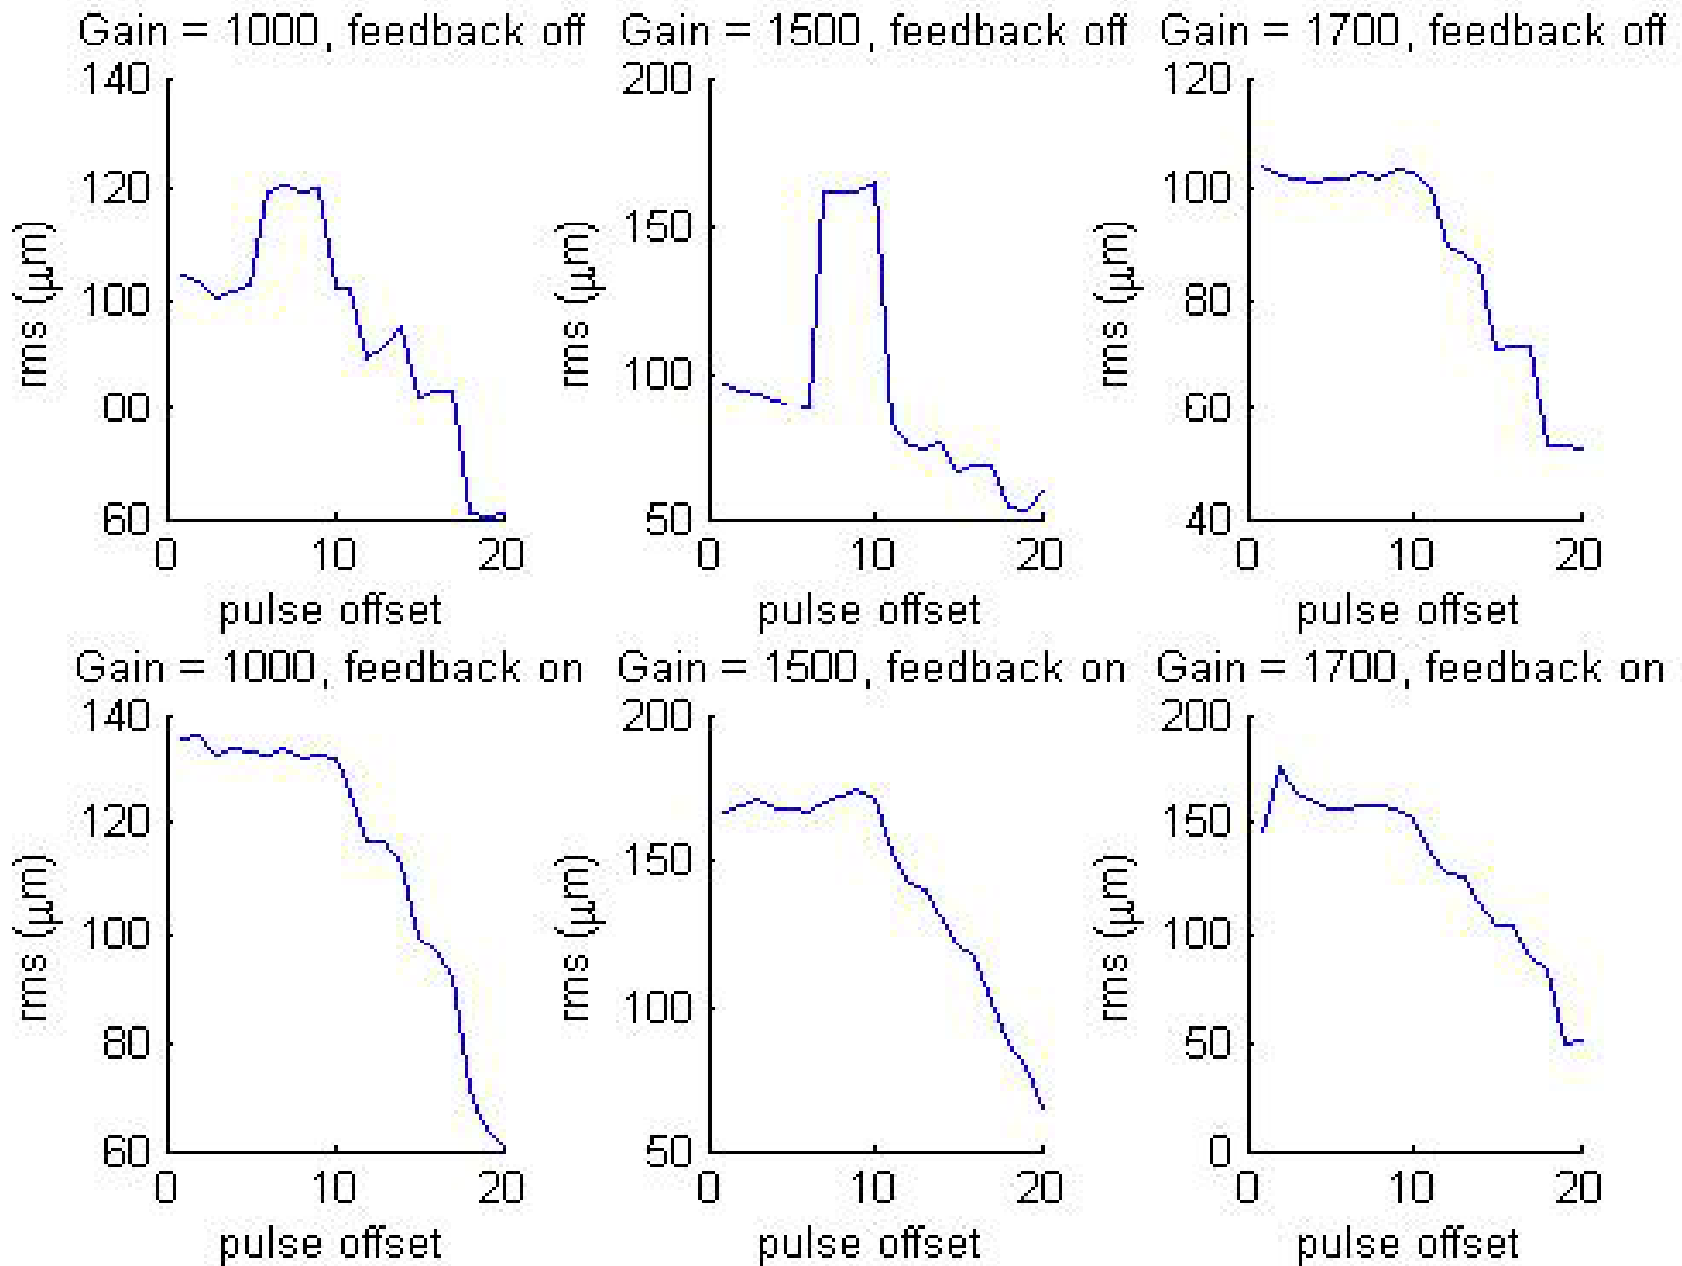 Gain = 1000, feedback off
140
120
100
80
60
0
10
20
rms (μm)
pulse offset
Gain = 1500, feedback off
200
150
100
50
0
10
20
rms (μm)
pulse offset
Gain = 1700, feedback off
120
100
80
60
40
0
10
20
rms (μm)
pulse offset
Gain = 1000, feedback on
140
120
100
80
60
0
10
20
rms (μm)
pulse offset
Gain = 1500, feedback on
200
150
100
50
0
10
20
rms (μm)
pulse offset
Gain = 1700, feedback on
200
150
100
50
0
0
10
20
rms (μm)
pulse offset